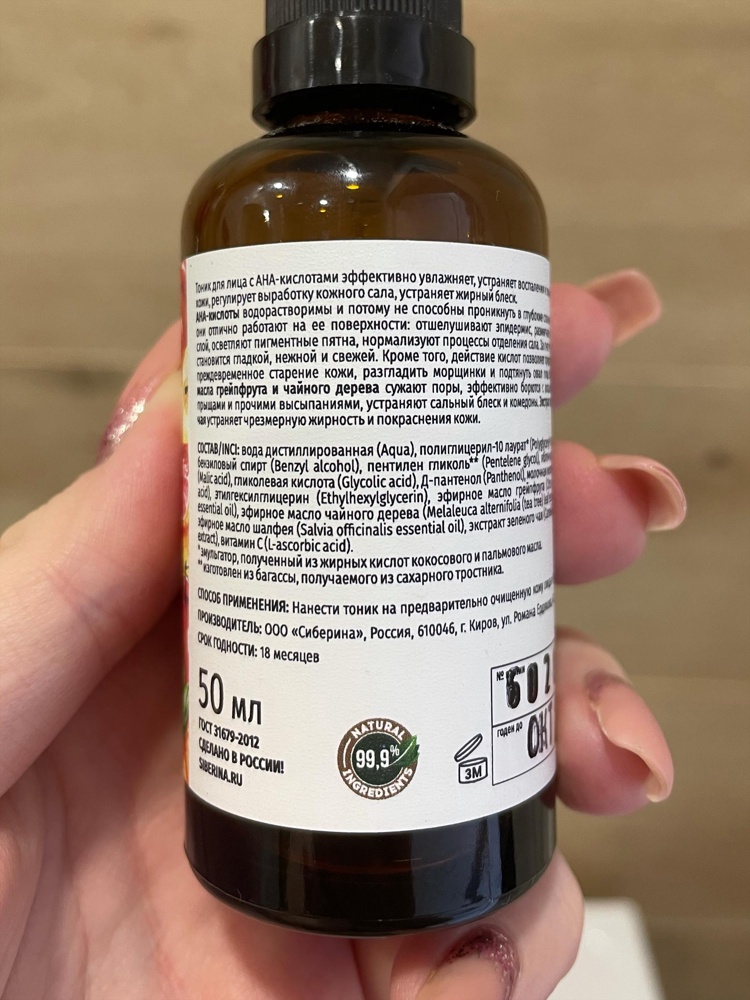 Тоник для лица с АНА-кислотами эффективно увлажняет, устраняет
кожи, регулирует выработку кожного сала, устраняет жирный блеск.
АНА-кислоты водорастворимы и потому не способны проникнуть в глубокие
они отлично работают на ее поверхности: отшелушивают эпидермис,
слой, осветляют пигментные пятна, нормализуют процессы отделения сала.
становится гладкой, нежной и свежей. Кроме того, действие кислот позволяет
преждевременное старение кожи, разгладить морщинки и подтянуть овал
масла грейпфрута и чайного дерева сужают поры, эффективно борются с
прыщами и прочими высыпаниями, устраняют сальный блеск и комедоны.
чая устраняет чрезмерную жирность и покраснения кожи.
СОСТАВ/INCI: вода дистиллированная (Aqua), полиглицерил-10 лаурат*
бензиловый спирт (Benzyl alcohol), пентилен гликоль** (Pentelene glycol),
(Malic acid), гликолевая кислота (Glycolic acid), Д-пантенол (Panthenol), молочная
acid), этилгексилглицерин (Ethylhexylglycerin), эфирное масло грейпфрута
essential oil), эфирное масло чайного дерева (Melaleuca alternifolia (tea tree)
эфирное масло шалфея (Salvia officinalis essential oil), экстракт зеленого чая
extract), витамин С (L-ascorbic acid).
*эмульгатор, полученный из жирных кислот кокосового и пальмового масла.
**изготовлен из багассы, получаемого из сахарного тростника.
СПОСОБ ПРИМЕНЕНИЯ: Нанести тоник на предварительно очищенную кожу
ПРОИЗВОДИТЕЛЬ: ООО «Сиберина», Россия, 610046, г. Киров, ул. Романа
СРОК ГОДНОСТИ: 18 месяцев
50 мл
ГОСТ 31679-2012
СДЕЛАНО В РОССИИ!
SIBERINA.RU
NATURAL
99,9%
INGREDIENTS
3М
№
602
годен до
ОКТ